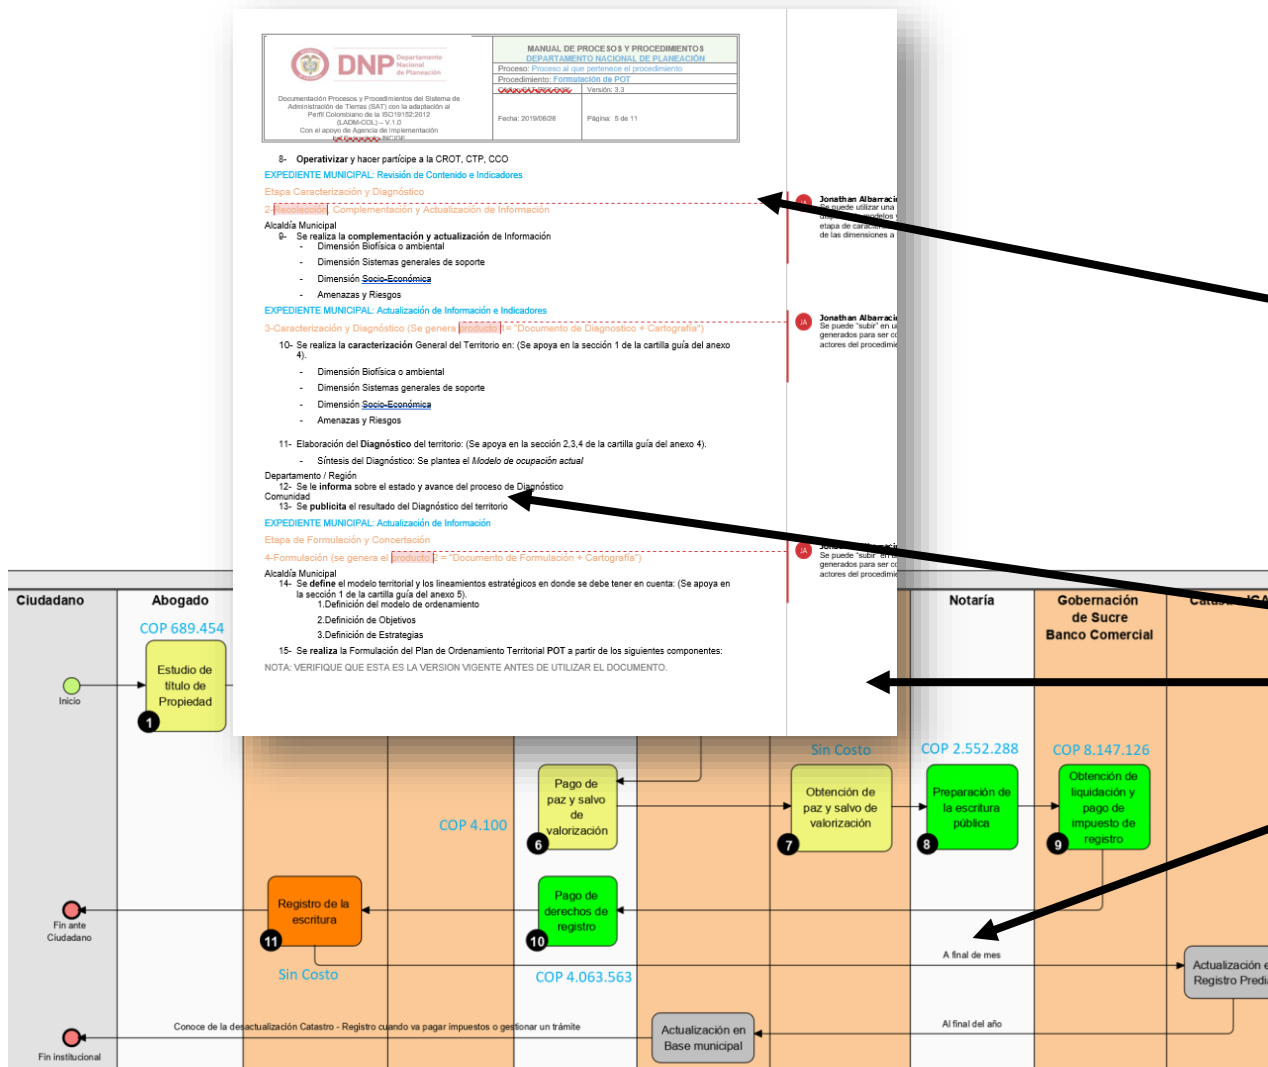 DNP Departamento
Nacional
de Planeación
Documentación Procesos y Procedimientos del Sistema de
Administración de Tierras (SAT) con la adaptación al
Perfil Colombiano de la ISO19152:2012
(LADM-COL) – V.1.0
Con el apoyo de Agencia de Implementación
MANUAL DE PROCESOS Y PROCEDIMIENTOS
DEPARTAMENTO NACIONAL DE PLANEACIÓN
Proceso: Proceso al que pertenece el procedimiento
Procedimiento: Formulación de POT
Versión: 3.3
Fecha: 2019/06/26
Página: 5 de 11
8- Operativizar y hacer partícipe a la CROT, CTP, CCO
EXPEDIENTE MUNICIPAL: Revisión de Contenido e Indicadores
Etapa Caracterización y Diagnóstico
2-Recolección, Complementación y Actualización de Información
Alcaldía Municipal
9- Se realiza la complementación y actualización de Información
- Dimensión Biofísica o ambiental
- Dimensión Sistemas generales de soporte
- Dimensión Socio-Económica
- Amenazas y Riesgos
EXPEDIENTE MUNICIPAL: Actualización de Información e Indicadores
3-Caracterización y Diagnóstico (Se genera producto 1= "Documento de Diagnostico + Cartografía")
10- Se realiza la caracterización General del Territorio en: (Se apoya en la sección 1 de la cartilla guía del anexo
4).
- Dimensión Biofísica o ambiental
- Dimensión Sistemas generales de soporte
- Dimensión Socio-Económica
- Amenazas y Riesgos
11- Elaboración del Diagnóstico del territorio: (Se apoya en la sección 2,3,4 de la cartilla guía del anexo 4).
- Síntesis del Diagnóstico: Se plantea el Modelo de ocupación actual
Departamento / Región
12- Se le informa sobre el estado y avance del proceso de Diagnóstico
Comunidad
13- Se publicita el resultado del Diagnóstico del territorio
EXPEDIENTE MUNICIPAL: Actualización de Información
Etapa de Formulación y Concertación
4-Formulación (se genera el producto 2 = "Documento de Formulación + Cartografía")
Alcaldía Municipal
14- Se define el modelo territorial y los lineamientos estratégicos en donde se debe tener en cuenta: (Se apoya en
la sección 1 de la cartilla guía del anexo 5).
1.Definición del modelo de ordenamiento
2.Definición de Objetivos
3.Definición de Estrategias
15- Se realiza la Formulación del Plan de Ordenamiento Territorial POT a partir de los siguientes componentes:
NOTA: VERIFIQUE QUE ESTA ES LA VERSION VIGENTE ANTES DE UTILIZAR EL DOCUMENTO.
JA
Jonathan Albarracín
Se puede utilizar una
modelos
etapa de
de las dimensiones a
JA
Jonathan Albarracín
Se puede "subir" en
generados para ser
actores del
JA
Se puede "subir" en
generados para ser
actores del
Ciudadano
Abogado
Notaría
Gobernación
de Sucre
Banco Comercial
COP 689.454
Inicio
Estudio de
título de
Propiedad
1
Sin Costo
COP 2.552.288
COP 8.147.126
COP 4.100
Pago de
paz y salvo
de
valorización
6
Obtención de
paz y salvo de
valorización
7
Preparación de
la escritura
pública
8
Obtención de
liquidación y
pago de
impuesto de
registro
9
Fin ante
Ciudadano
Registro de la
escritura
11
Sin Costo
Pago de
derechos de
registro
10
COP 4.063.563
A final de mes
Actualización
Registro
Conoce de la desactualización Catastro - Registro cuando va pagar impuestos o gestionar un trámite
Actualización en
Base municipal
Al final del año
Fin institucional